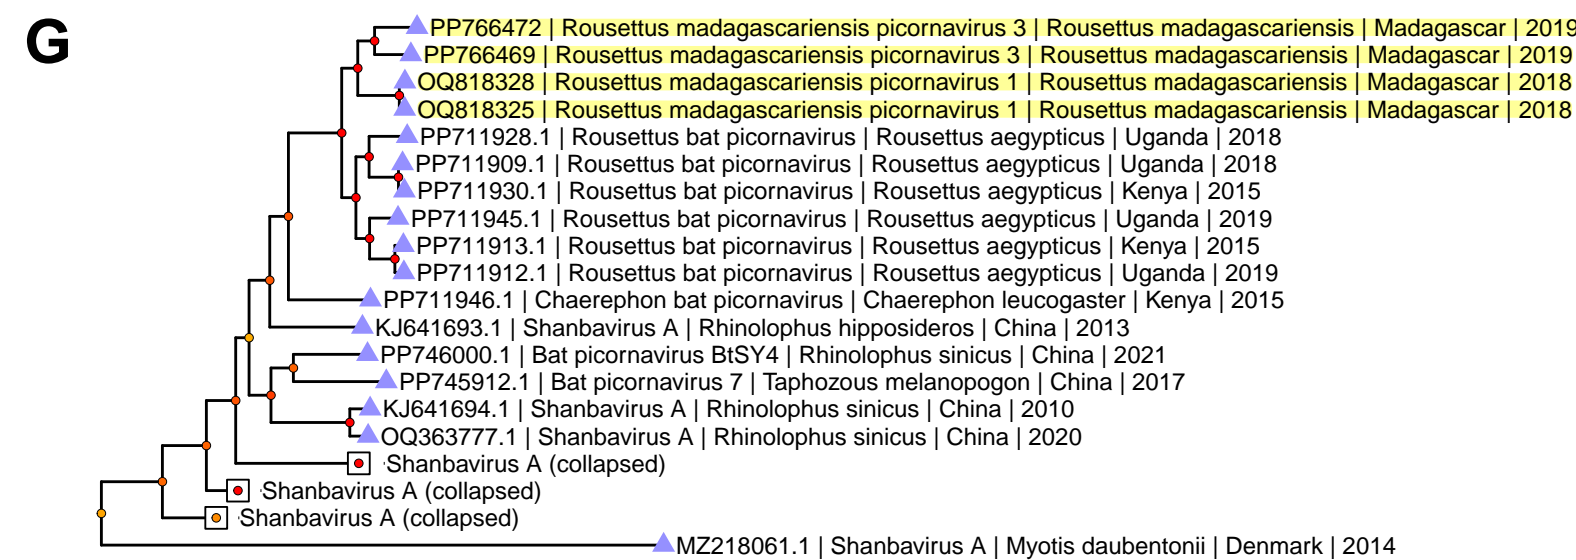 G
PP766472 | Rousettus madagascariensis picornavirus 3 | Rousettus madagascariensis | Madagascar | 2019
PP766469 | Rousettus madagascariensis picornavirus 3 | Rousettus madagascariensis | Madagascar | 2019
OQ818328 | Rousettus madagascariensis picornavirus 1 | Rousettus madagascariensis | Madagascar | 2018
OQ818325 | Rousettus madagascariensis picornavirus 1 | Rousettus madagascariensis | Madagascar | 2018
PP711928.1 | Rousettus bat picornavirus | Rousettus aegypticus | Uganda | 2018
PP711909.1 | Rousettus bat picornavirus | Rousettus aegypticus | Uganda | 2018
PP711930.1 | Rousettus bat picornavirus | Rousettus aegypticus | Kenya | 2015
PP711945.1 | Rousettus bat picornavirus | Rousettus aegypticus | Uganda | 2019
PP711913.1 | Rousettus bat picornavirus | Rousettus aegypticus | Kenya | 2015
PP711912.1 | Rousettus bat picornavirus | Rousettus aegypticus | Uganda | 2019
PP711946.1 | Chaerephon bat picornavirus | Chaerephon leucogaster | Kenya | 2015
KJ641693.1 | Shanbavirus A | Rhinolophus hipposideros | China | 2013
PP746000.1 | Bat picornavirus BtSY4 | Rhinolophus sinicus | China | 2021
PP745912.1 | Bat picornavirus 7 | Taphozous melanopogon | China | 2017
KJ641694.1 | Shanbavirus A | Rhinolophus sinicus | China | 2010
OQ363777.1 | Shanbavirus A | Rhinolophus sinicus | China | 2020
Shanbavirus A (collapsed)
Shanbavirus A (collapsed)
Shanbavirus A (collapsed)
MZ218061.1 | Shanbavirus A | Myotis daubentonii | Denmark | 2014